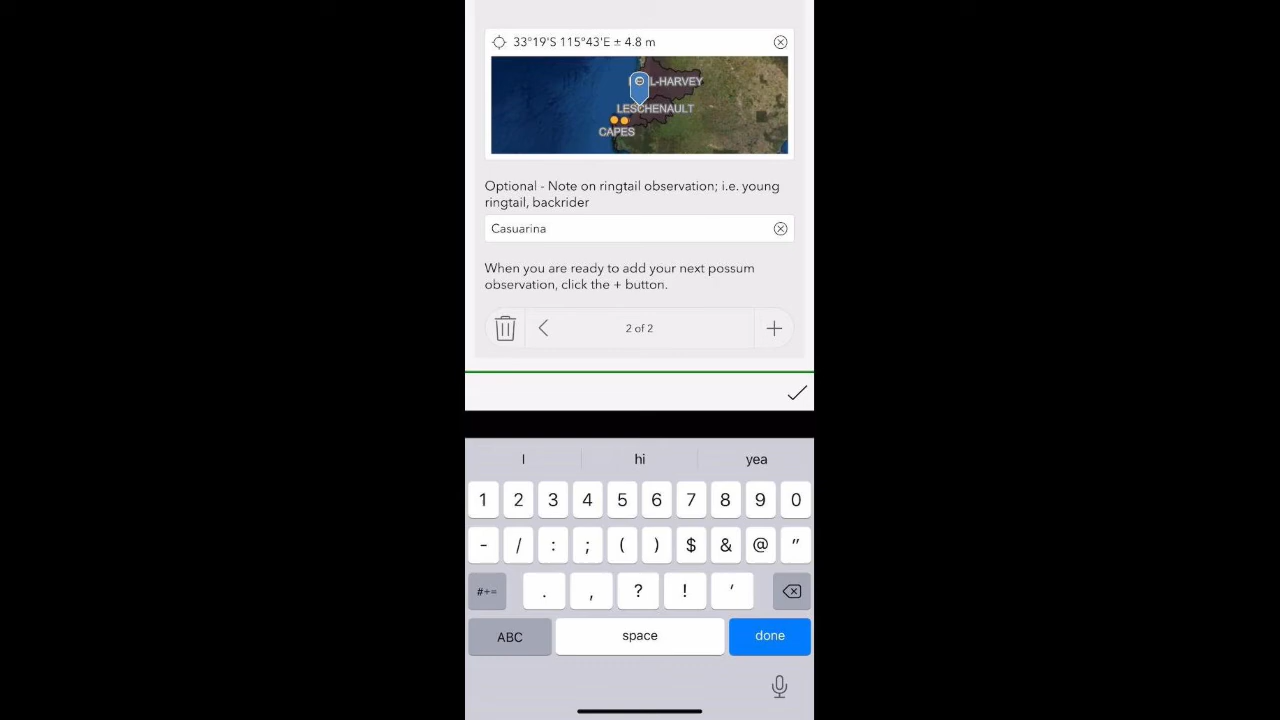 33°19'S 115°43'E ± 4.8 m
L-HARVEY
LESCHENAULT
CAPES
Optional - Note on ringtail observation; i.e. young
ringtail, backrider
Casuarina
When you are ready to add your next possum
observation, click the + button.
2 of 2
+
I hi yea
1 2 3 4 5 6 7 8 9 0
- / : ; ( ) $ & @ "
#+= . , ? ! '
ABC space done